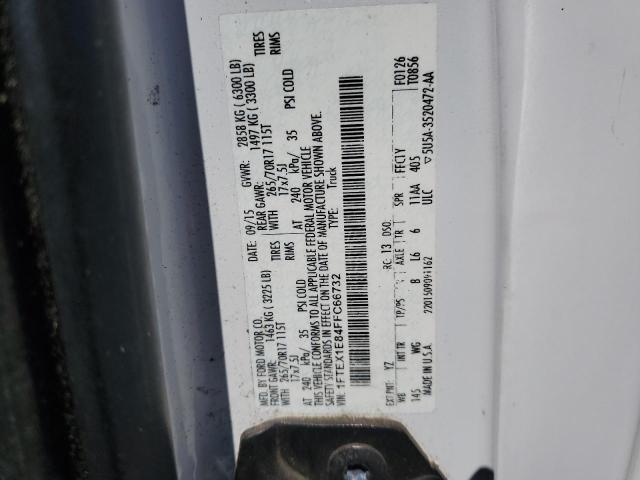 MFD. BY FORD MOTOR CO.
DATE: 09/15 GVWR: 2858 KG ( 6300 LB)
FRONT GAWR: 1463 KG ( 3225 LB) REAR GAWR: 1497 KG ( 3300 LB)
WITH 265/70R17 115T TIRES WITH 265/70R17 115T TIRES
17x7.5J RIMS 17x7.5J RIMS
AT 240 kPa/ 35 PSI COLD AT 240 kPa/ 35 PSI COLD
THIS VEHICLE CONFORMS TO ALL APPLICABLE FEDERAL MOTOR VEHICLE
SAFETY STANDARDS IN EFFECT ON THE DATE OF MANUFACTURE SHOWN ABOVE.
VIN: 1FTEX1E84FFC66732 TYPE: Truck
F0126
T0856
EXT PNT: YZ RC: 13 DSO:
WB INT TR TP/PS AXLE TR SPR FFC1Y
145 WG B L6 6 11AA 405
MADE IN U.S.A. ULC
▽5U5A-3520472-AA